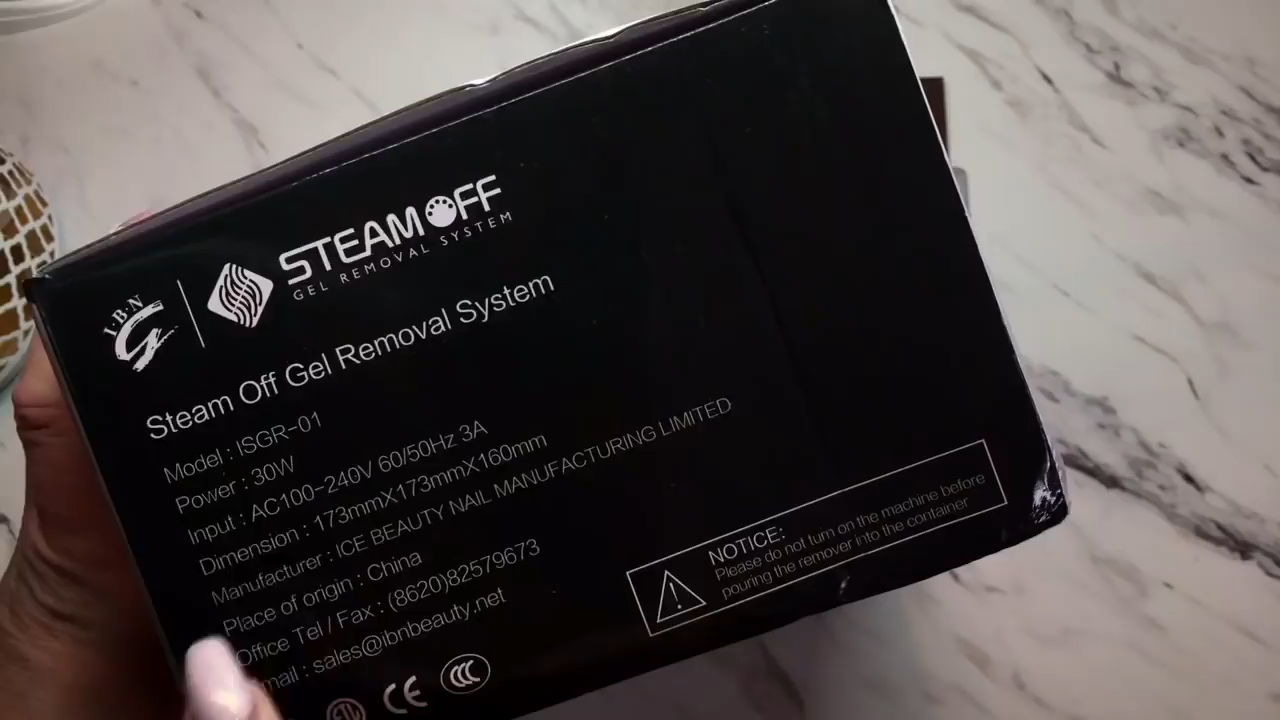 I·B·N
STEAM OFF
GEL REMOVAL SYSTEM
Steam Off Gel Removal System
Model : ISGR-01
Power : 30W
Input : AC100-240V 60/50Hz 3A
Dimension : 173mmX173mmX160mm
Manufacturer : ICE BEAUTY NAIL MANUFACTURING LIMITED
Place of origin : China
Office Tel / Fax : (8620)82579673
mail : sales@ibnbeauty.net
CE
CCC
NOTICE:
Please do not turn on the machine before
pouring the remover into the container